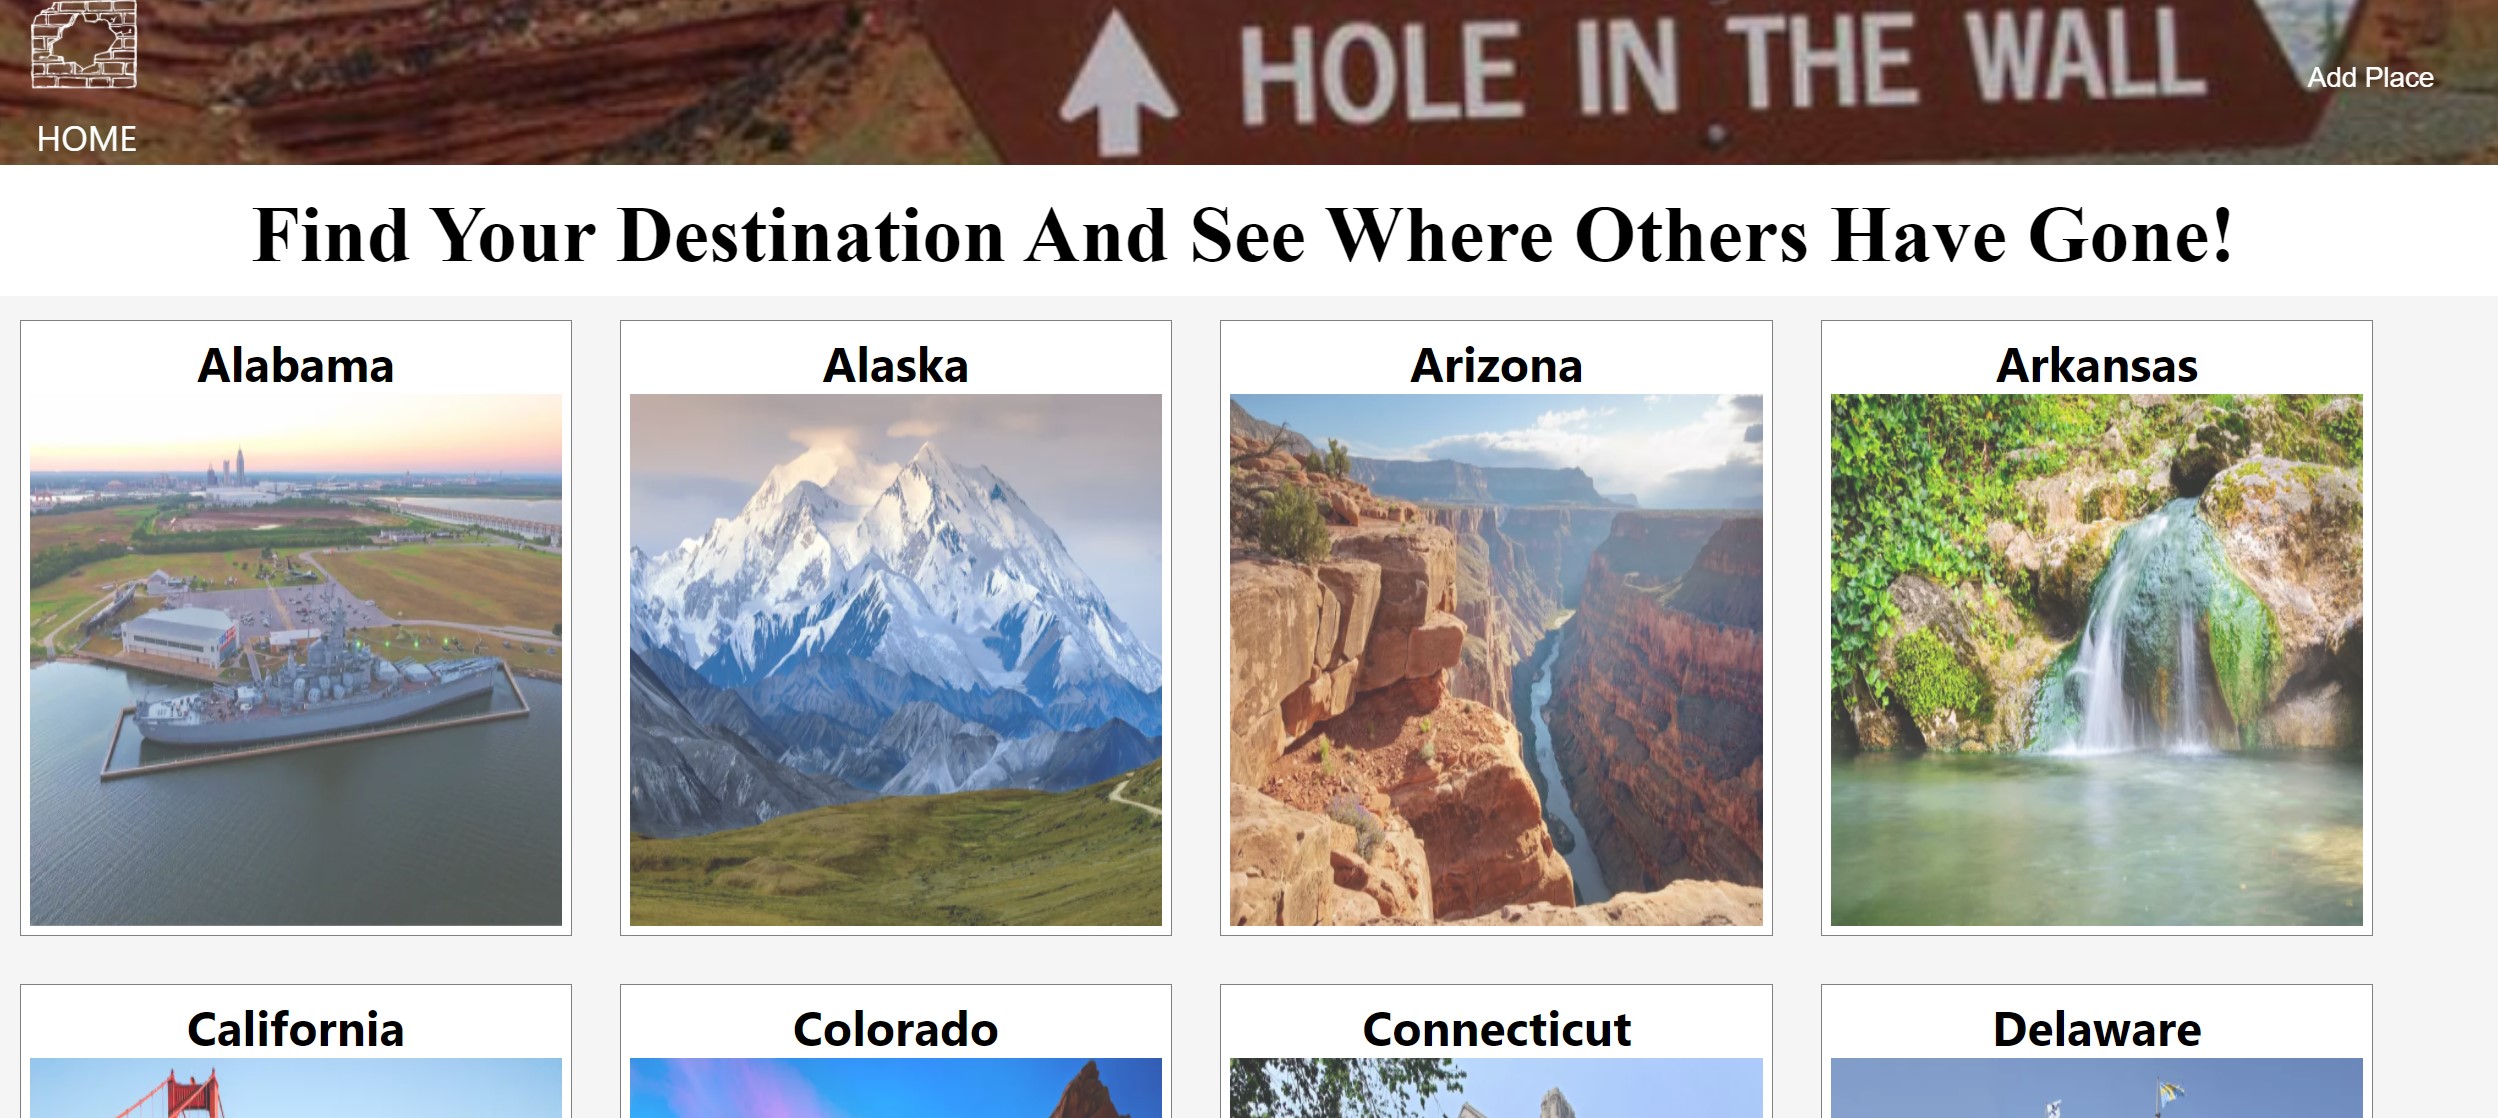 HOLE IN THE WALL
Add Place
HOME
Find Your Destination And See Where Others Have Gone!
Alabama
Alaska
Arizona
Arkansas
California
Colorado
Connecticut
Delaware